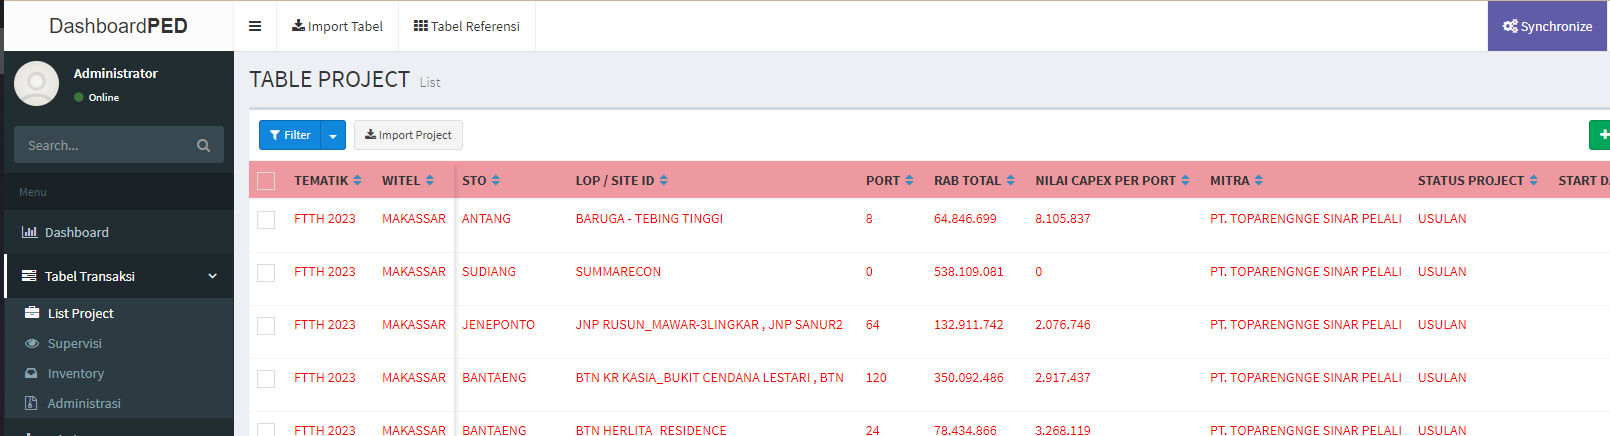 DashboardPED
Import Tabel
Tabel Referensi
Synchronize
Administrator
Online
Search...
Menu
Dashboard
Tabel Transaksi
List Project
Supervisi
Inventory
Administrasi
TABLE PROJECT List
Filter
Import Project
TEMATIK WITEL STO LOP / SITE ID PORT RAB TOTAL NILAI CAPEX PER PORT MITRA STATUS PROJECT START
FTTH 2023 MAKASSAR ANTANG BARUGA - TEBING TINGGI 8 64.846.699 8.105.837 PT. TOPARENGNGE SINAR PELALI USULAN
FTTH 2023 MAKASSAR SUDIANG SUMMARECON 0 538.109.081 0 PT. TOPARENGNGE SINAR PELALI USULAN
FTTH 2023 MAKASSAR JENEPONTO JNP RUSUN_MAWAR-3LINGKAR , JNP SANUR2 64 132.911.742 2.076.746 PT. TOPARENGNGE SINAR PELALI USULAN
FTTH 2023 MAKASSAR BANTAENG BTN KR KASIA_BUKIT CENDANA LESTARI , BTN 120 350.092.486 2.917.437 PT. TOPARENGNGE SINAR PELALI USULAN
FTTH 2023 MAKASSAR BANTAENG BTN HERLITA_RESIDENCE 24 78.434.866 3.268.119 PT. TOPARENGNGE SINAR PELALI USULAN